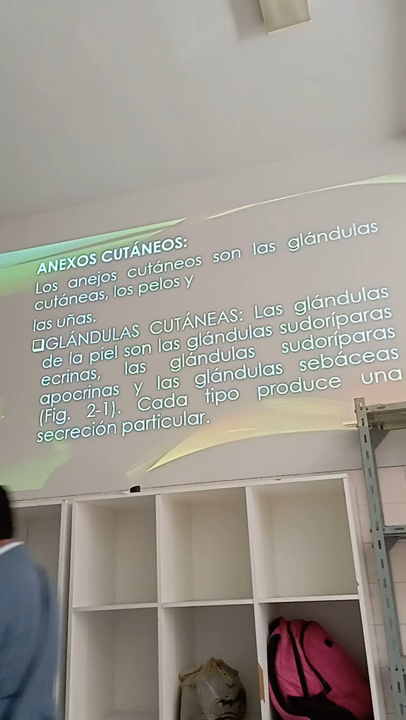 ANEXOS CUTÁNEOS:
Los anejos cutáneos son las glándulas
cutáneas, los pelos y
las uñas.
❑GLÁNDULAS CUTÁNEAS: Las glándulas
de la piel son las glándulas sudoríparas
ecrinas, las glándulas sudoríparas
apocrinas y las glándulas sebáceas
(Fig. 2-1). Cada tipo produce una
secreción particular.